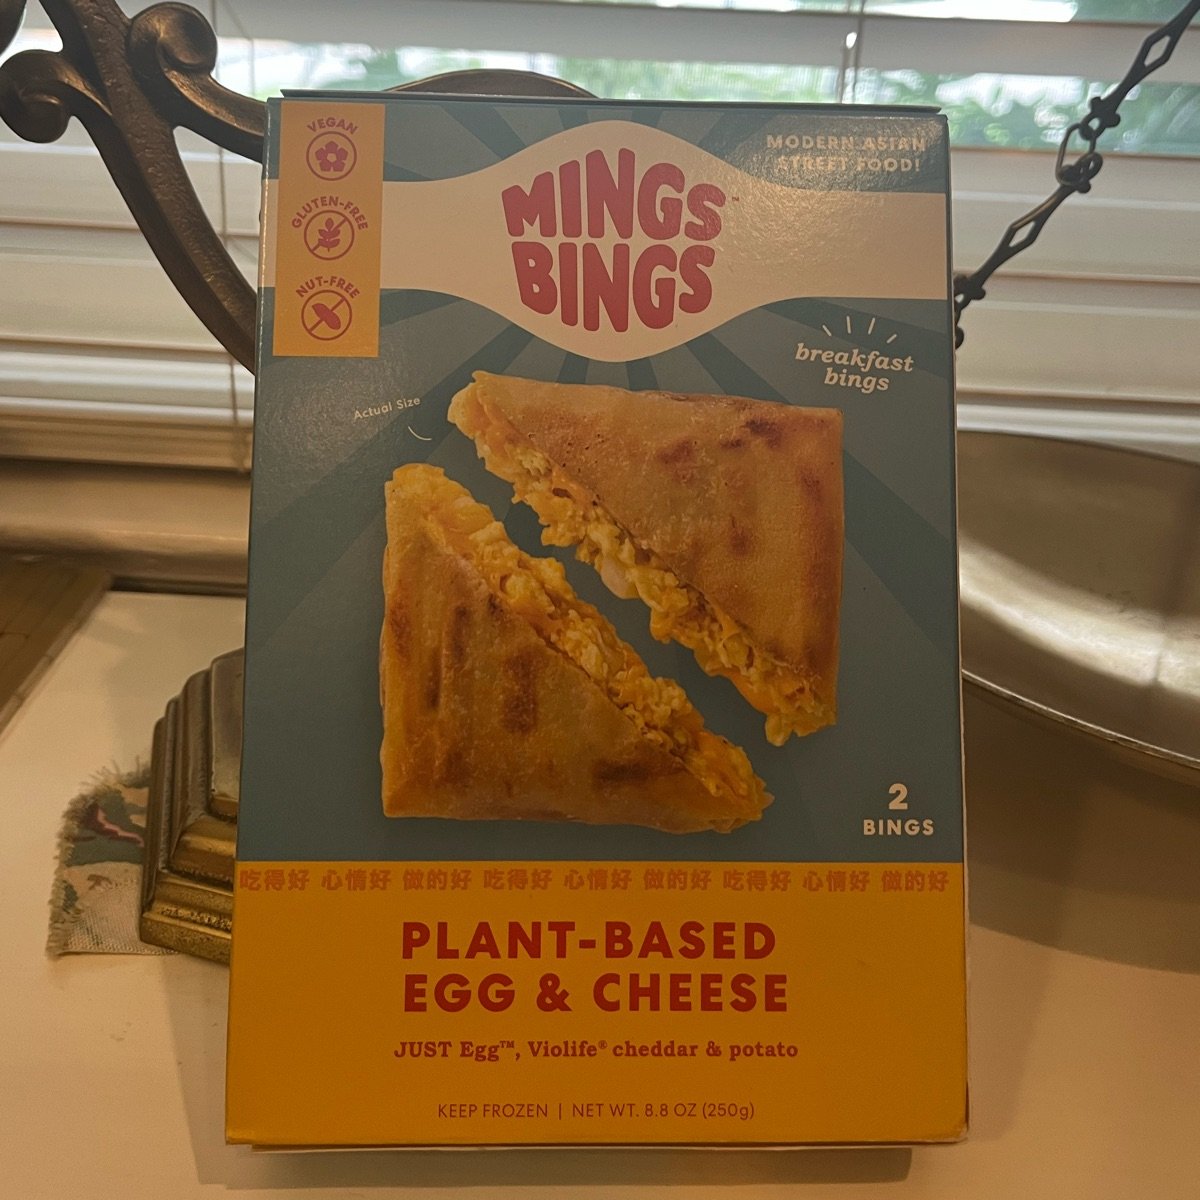 VEGAN
GLUTEN-FREE
NUT-FREE
MODERN ASIAN
STREET FOOD!
MINGS™
BINGS
breakfast
bings
Actual Size
2
BINGS
吃得好 心情好 做的好 吃得好 心情好 做的好 吃得好 心情好 做的好
PLANT-BASED
EGG & CHEESE
JUST Egg™, Violife® cheddar & potato
KEEP FROZEN | NET WT. 8.8 OZ (250g)